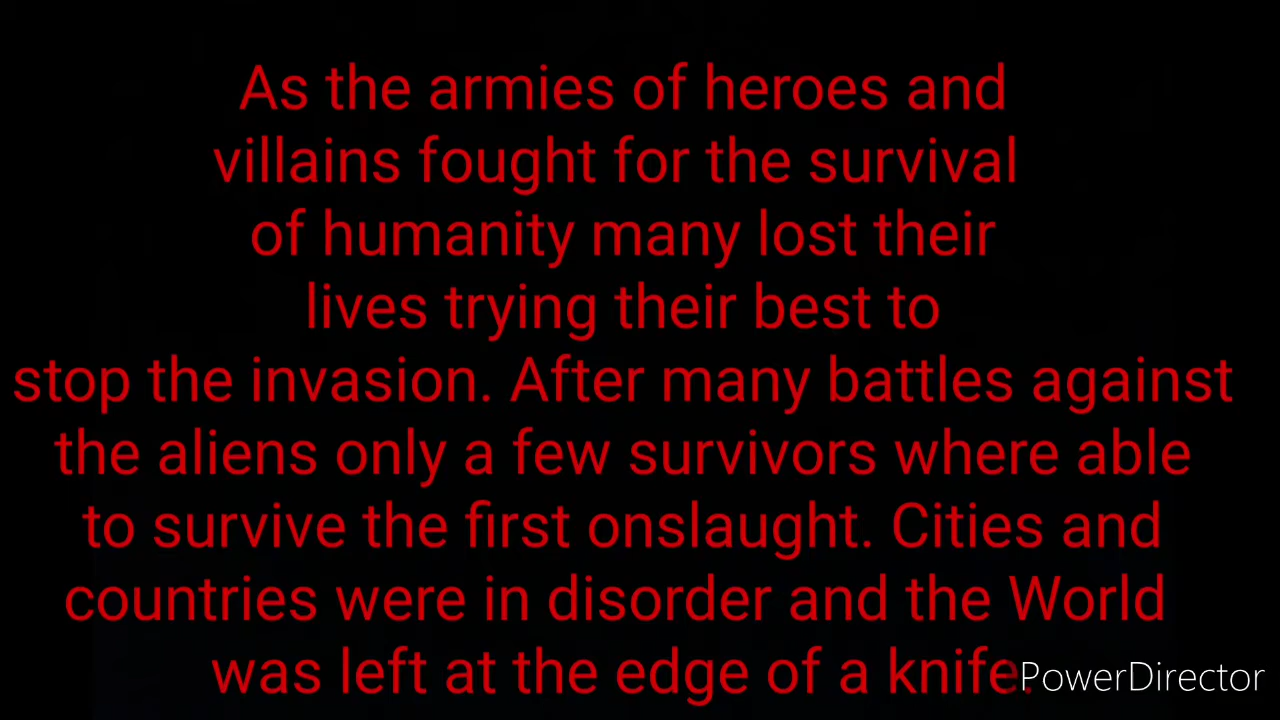 As the armies of heroes and
villains fought for the survival
of humanity many lost their
lives trying their best to
stop the invasion. After many battles against
the aliens only a few survivors where able
to survive the first onslaught. Cities and
countries were in disorder and the World
was left at the edge of a knife.
PowerDirector